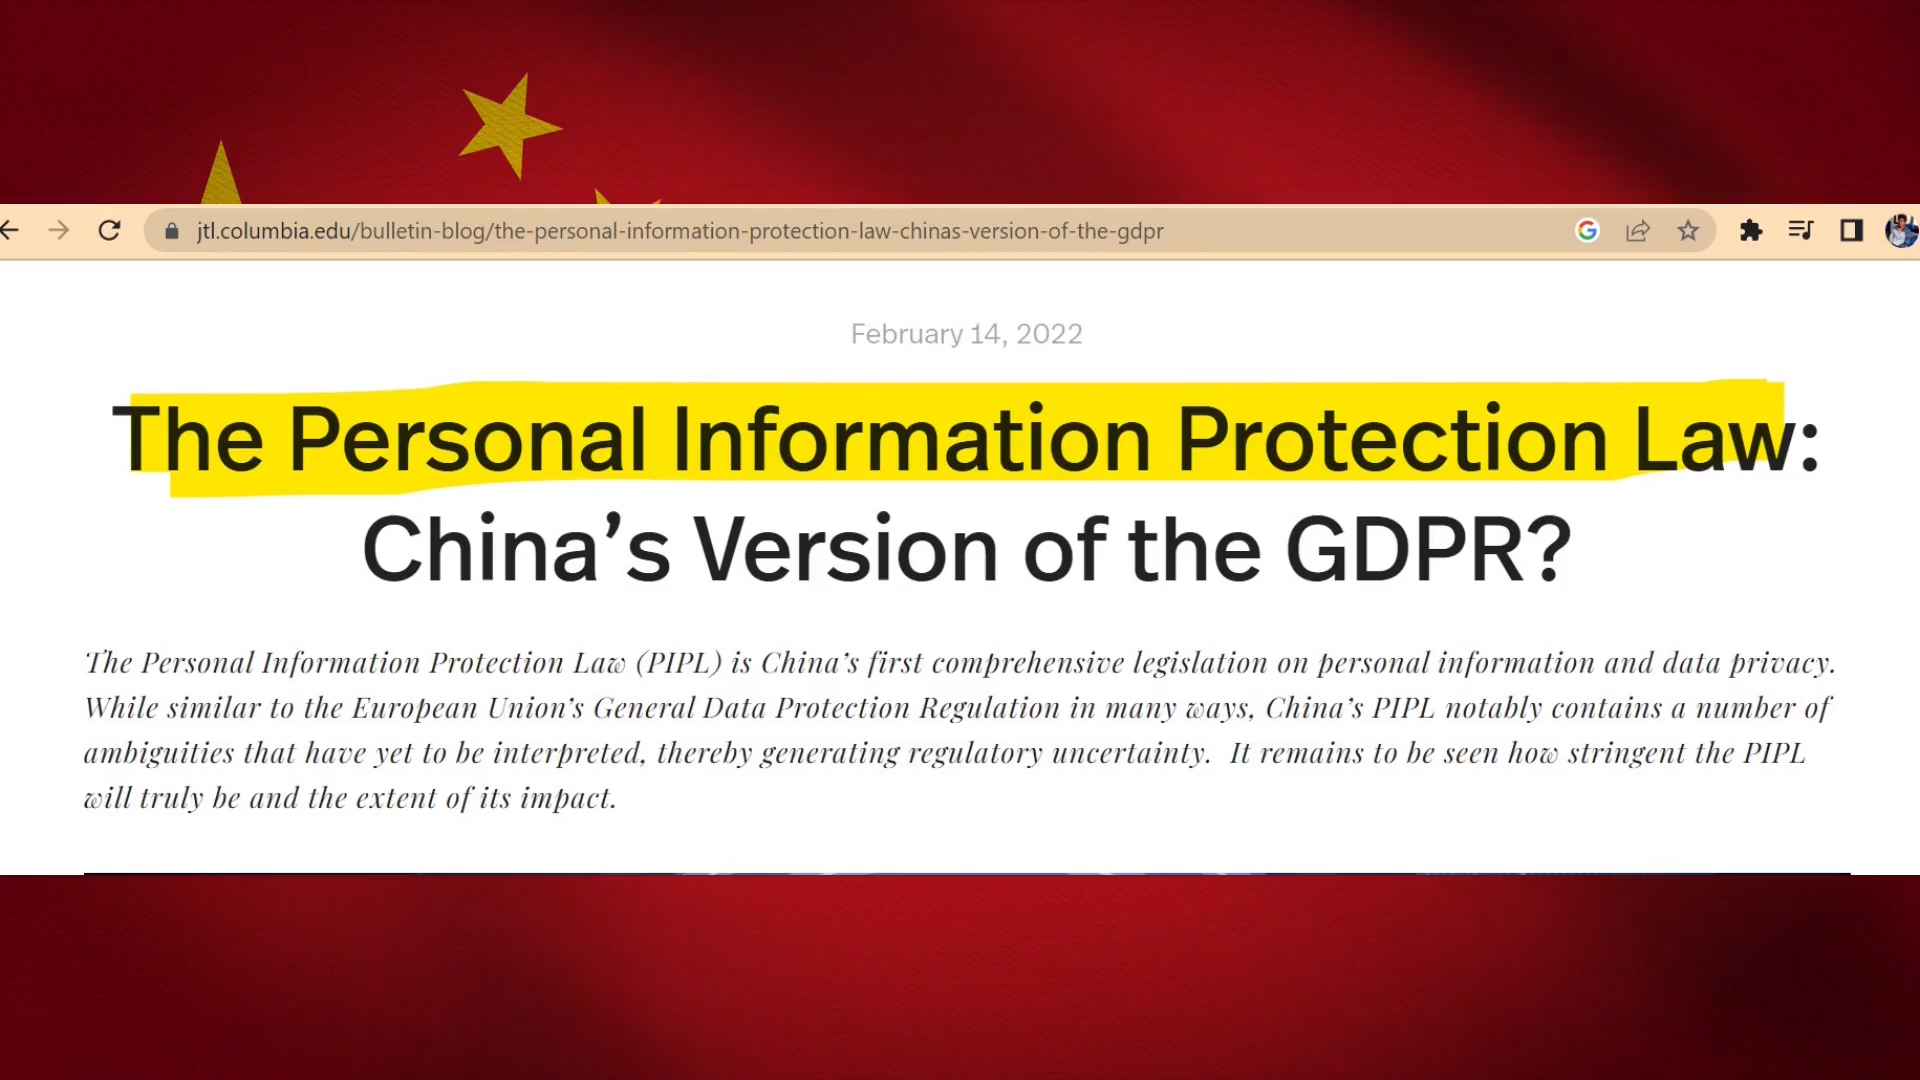 jtl.columbia.edu/bulletin-blog/the-personal-information-protection-law-chinas-version-of-the-gdpr
February 14, 2022
The Personal Information Protection Law:
China’s Version of the GDPR?
The Personal Information Protection Law (PIPL) is China’s first comprehensive legislation on personal information and data privacy.
While similar to the European Union’s General Data Protection Regulation in many ways, China’s PIPL notably contains a number of
ambiguities that have yet to be interpreted, thereby generating regulatory uncertainty.  It remains to be seen how stringent the PIPL
will truly be and the extent of its impact.